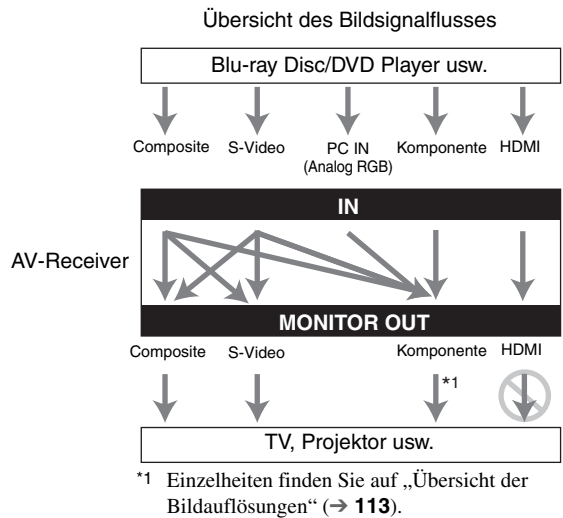 Übersicht des Bildsignalflusses
Blu-ray Disc/DVD Player usw.
Composite S-Video PC IN Komponente HDMI
(Analog RGB)
IN
AV-Receiver
MONITOR OUT
Composite S-Video Komponente HDMI
*1
TV, Projektor usw.
*1 Einzelheiten finden Sie auf „Übersicht der
Bildauflösungen“ (➔ 113).